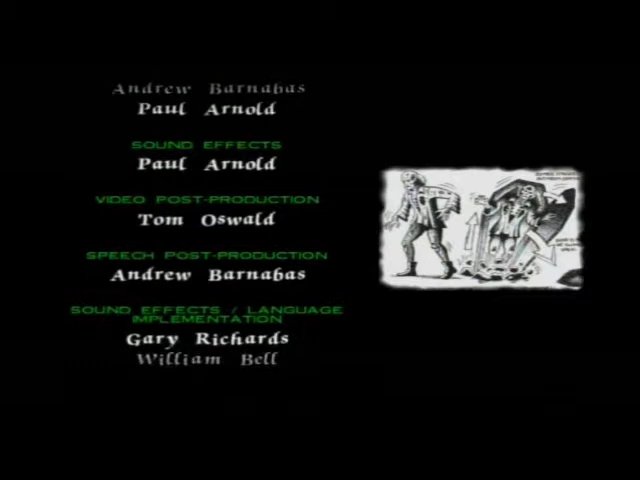 Andrew Barnabas
Paul Arnold
SOUND EFFECTS
Paul Arnold
VIDEO POST-PRODUCTION
Tom Oswald
SPEECH POST-PRODUCTION
Andrew Barnabas
SOUND EFFECTS / LANGUAGE
IMPLEMENTATION
Gary Richards
William Bell